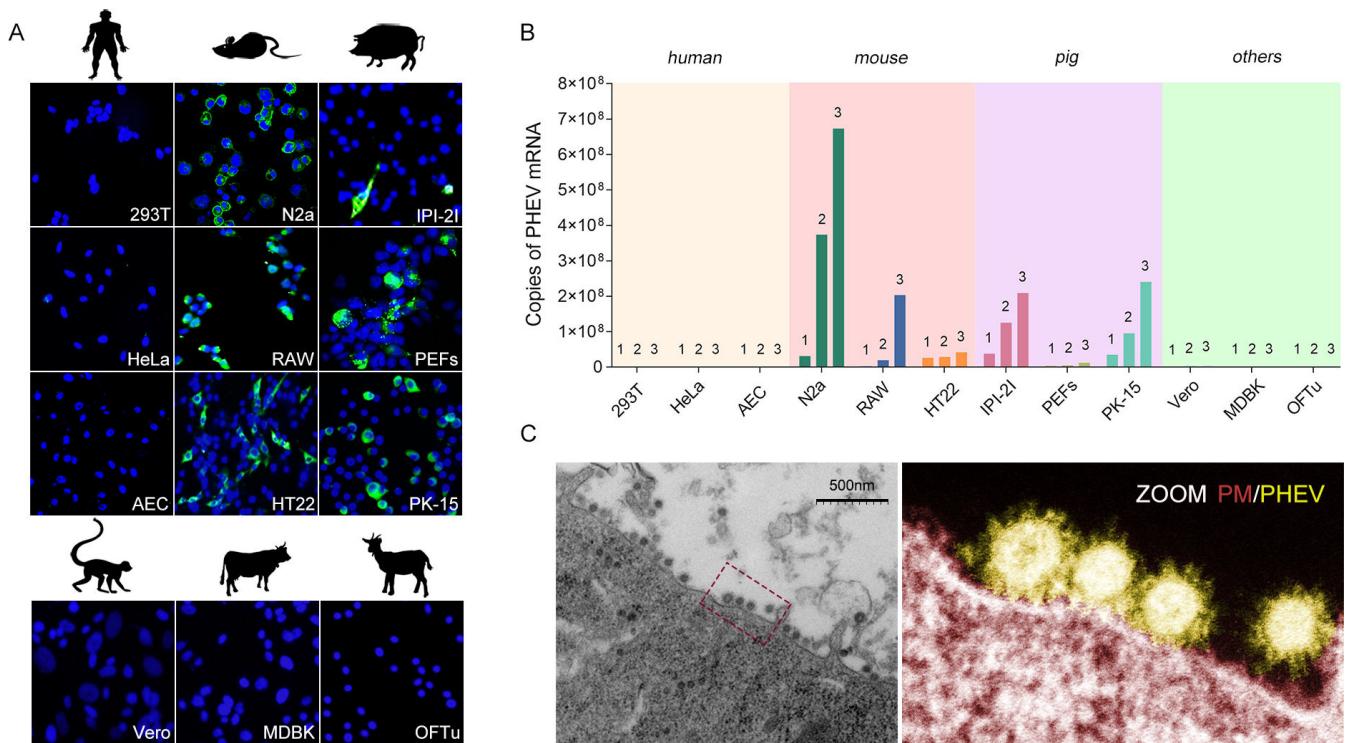 A
293T
N2a
IPI-2I
HeLa
RAW
PEFs
AEC
HT22
PK-15
Vero
MDBK
OFTu
B
human mouse pig others
Copies of PHEV mRNA
8×10⁸
7×10⁸
6×10⁸
5×10⁸
4×10⁸
3×10⁸
2×10⁸
1×10⁸
0
1 2 3 1 2 3 1 2 3 1 2 3 1 2 3 1 2 3 1 2 3 1 2 3 1 2 3 1 2 3 1 2 3 1 2 3
293T HeLa AEC N2a RAW HT22 IPI-2I PEFs PK-15 Vero MDBK OFTu
C
500nm
ZOOM PM/PHEV